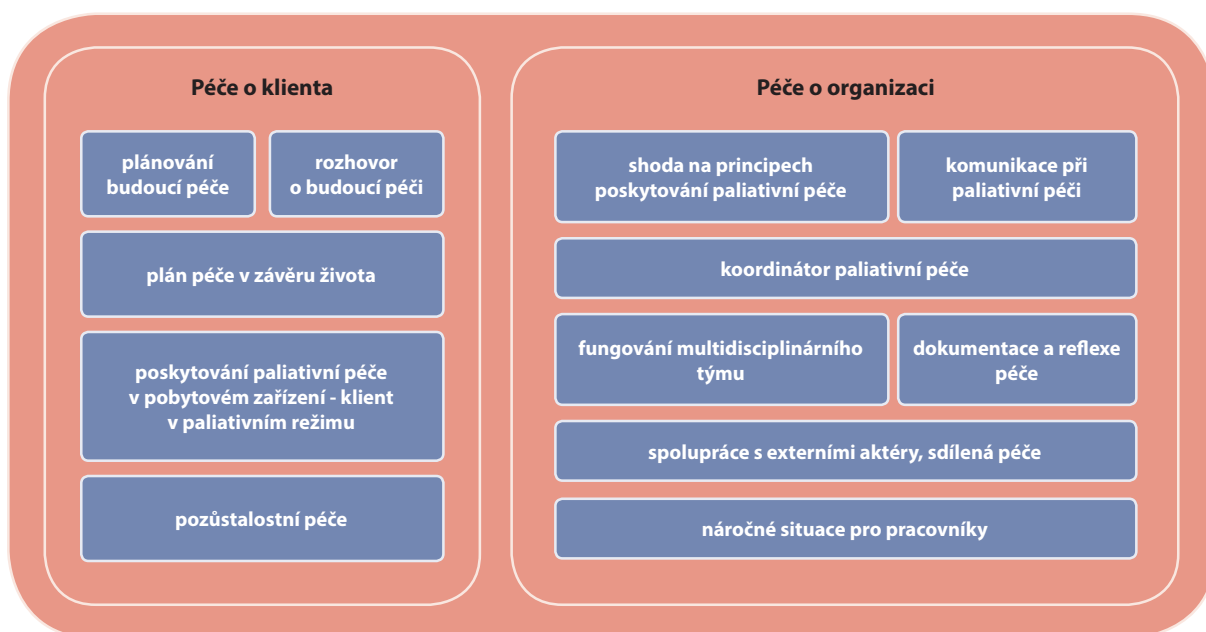 Péče o klienta
plánování
budoucí péče
rozhovor
o budoucí péči
plán péče v závěru života
poskytování paliativní péče
v pobytovém zařízení - klient
v paliativním režimu
pozůstalostní péče
Péče o organizaci
shoda na principech
poskytování paliativní péče
komunikace při
paliativní péči
koordinátor paliativní péče
fungování multidisciplinárního
týmu
dokumentace a reflexe
péče
spolupráce s externími aktéry, sdílená péče
náročné situace pro pracovníky